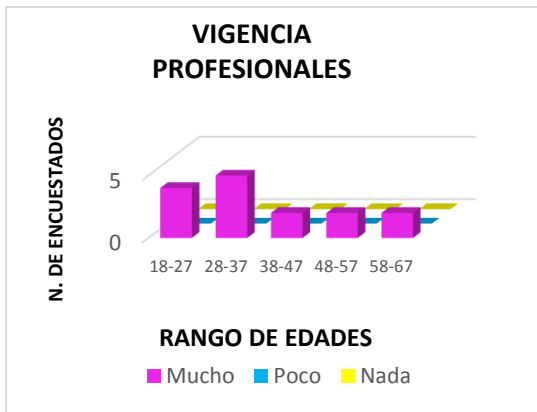 VIGENCIA
PROFESIONALES
N. DE ENCUESTADOS
5
0
18-27 28-37 38-47 48-57 58-67
RANGO DE EDADES
Mucho Poco Nada